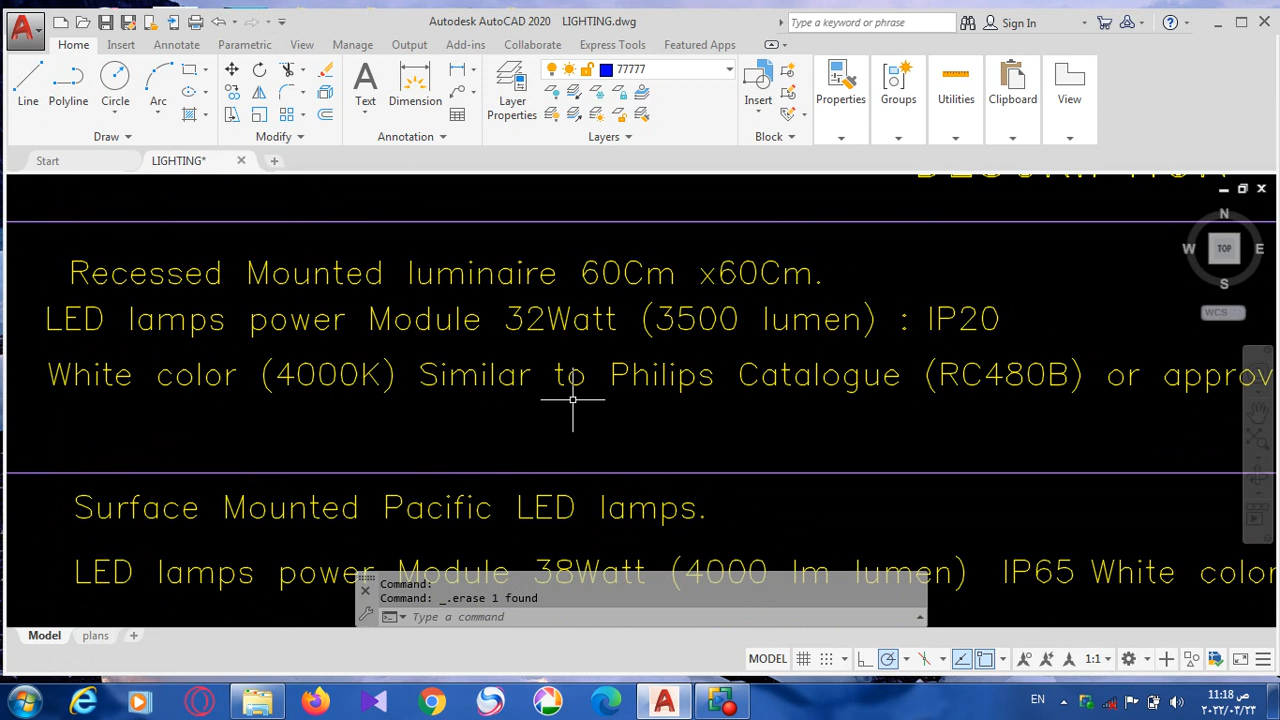 Autodesk AutoCAD 2020 LIGHTING.dwg
Type a keyword or phrase
Sign In
Home Insert Annotate Parametric View Manage Output Add-ins Collaborate Express Tools Featured Apps
77777
Line Polyline Circle Arc Text Dimension Layer Properties Insert Properties Groups Utilities Clipboard View
Draw Modify Annotation Layers Block
Start LIGHTING*
N
W TOP E
S
WCS
Recessed Mounted luminaire 60Cm x60Cm.
LED lamps power Module 32Watt (3500 lumen) : IP20
White color (4000K) Similar to Philips Catalogue (RC480B) or approv
Surface Mounted Pacific LED lamps.
LED lamps power Module 38Watt (4000 lm lumen) IP65 White color
Command:
Command: _.erase 1 found
Type a command
Model plans
MODEL 1:1
EN
11:18 ص
٢٠٢٢/٠٣/٢٣